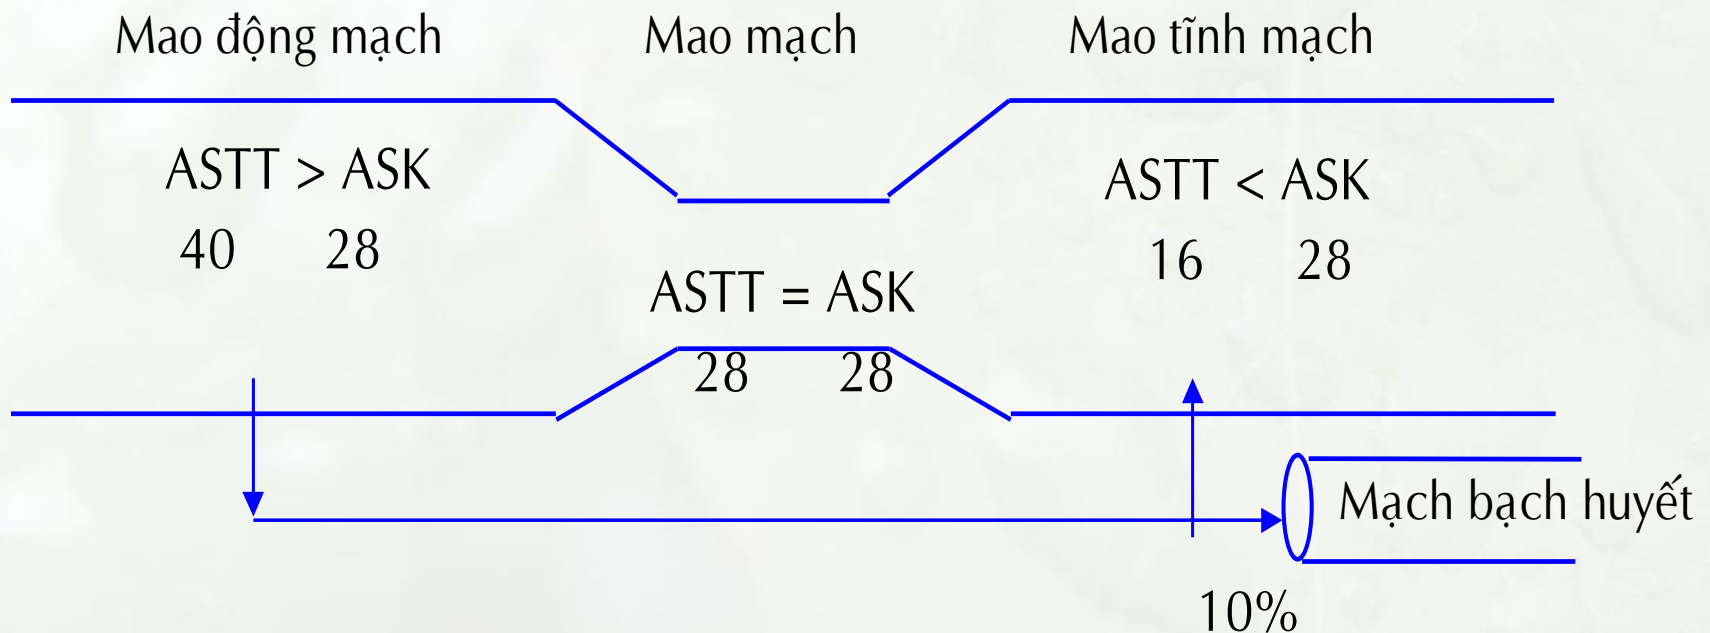 Mao động mạch
Mao mạch
Mao tĩnh mạch
ASTT > ASK
40 28
ASTT = ASK
28 28
ASTT < ASK
16 28
Mạch bạch huyết
10%